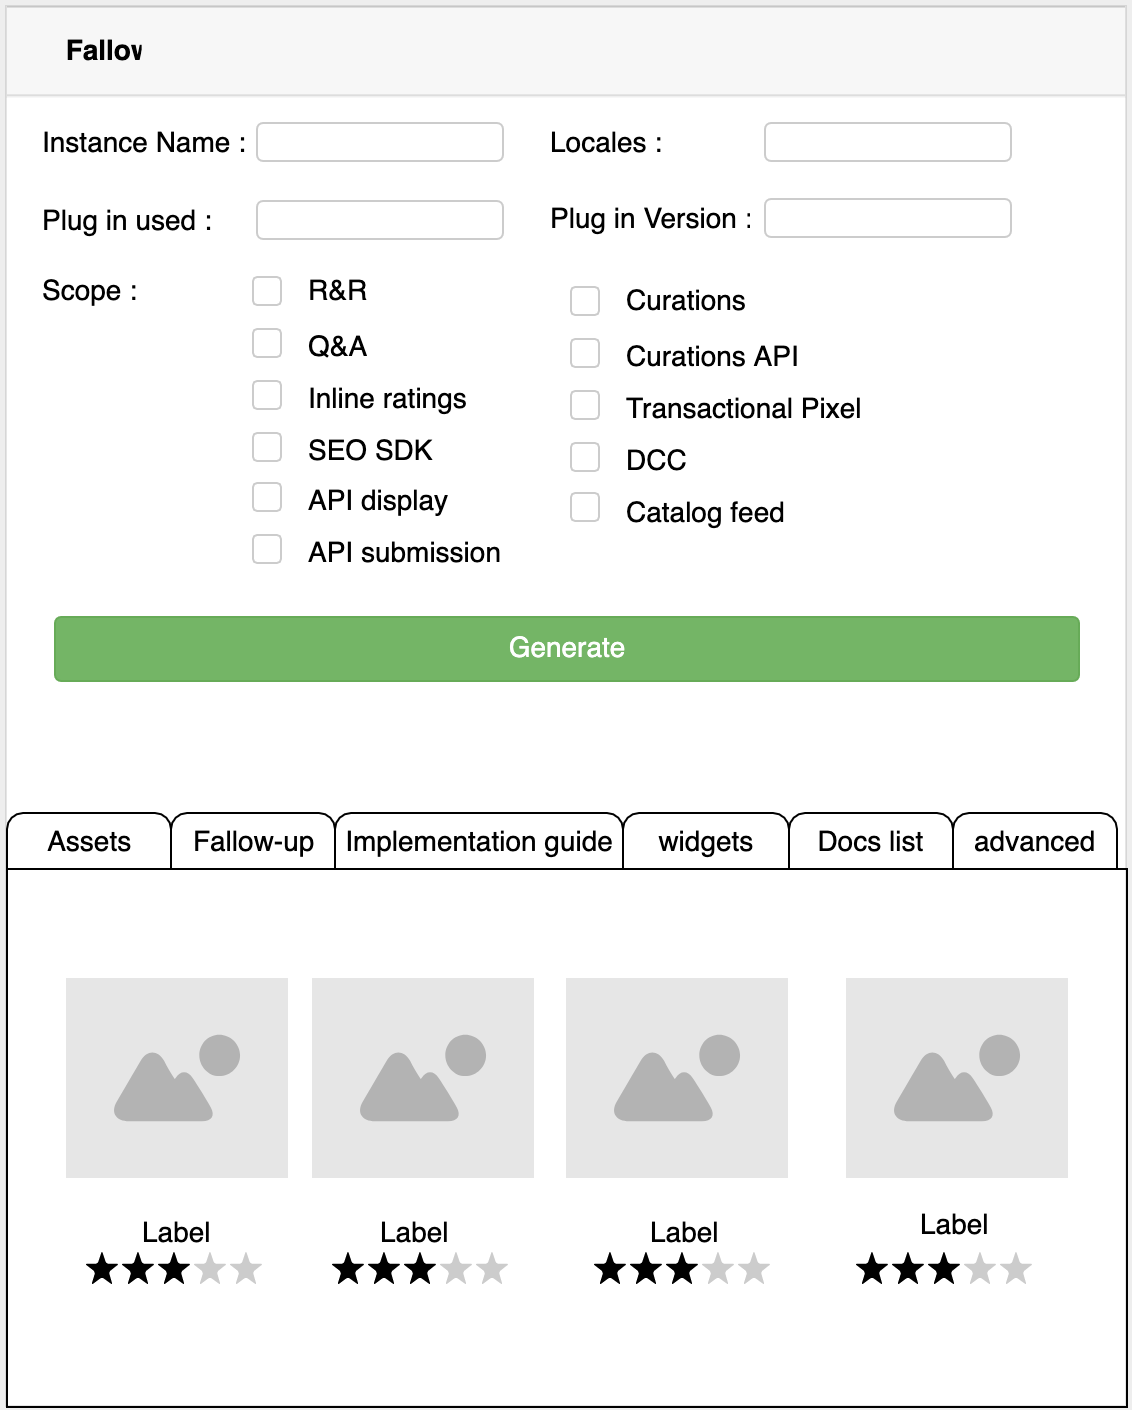 Fallov
Instance Name :
Locales :
Plug in used :
Plug in Version :
Scope :
R&R
Q&A
Inline ratings
SEO SDK
API display
API submission
Curations
Curations API
Transactional Pixel
DCC
Catalog feed
Generate
Assets
Fallow-up
Implementation guide
widgets
Docs list
advanced
Label
Label
Label
Label